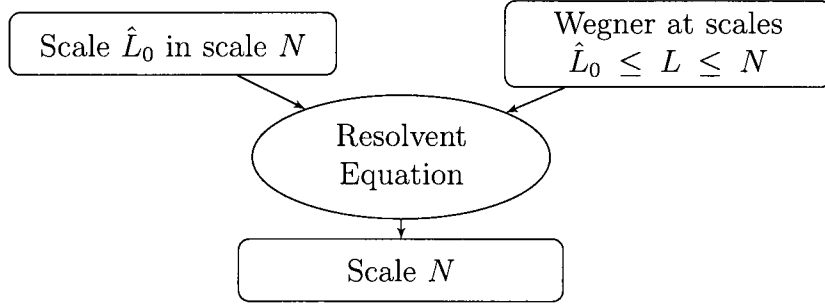 Scale $\hat{L}_0$ in scale $N$
Wegner at scales
$\hat{L}_0 \leq L \leq N$
Resolvent
Equation
Scale $N$